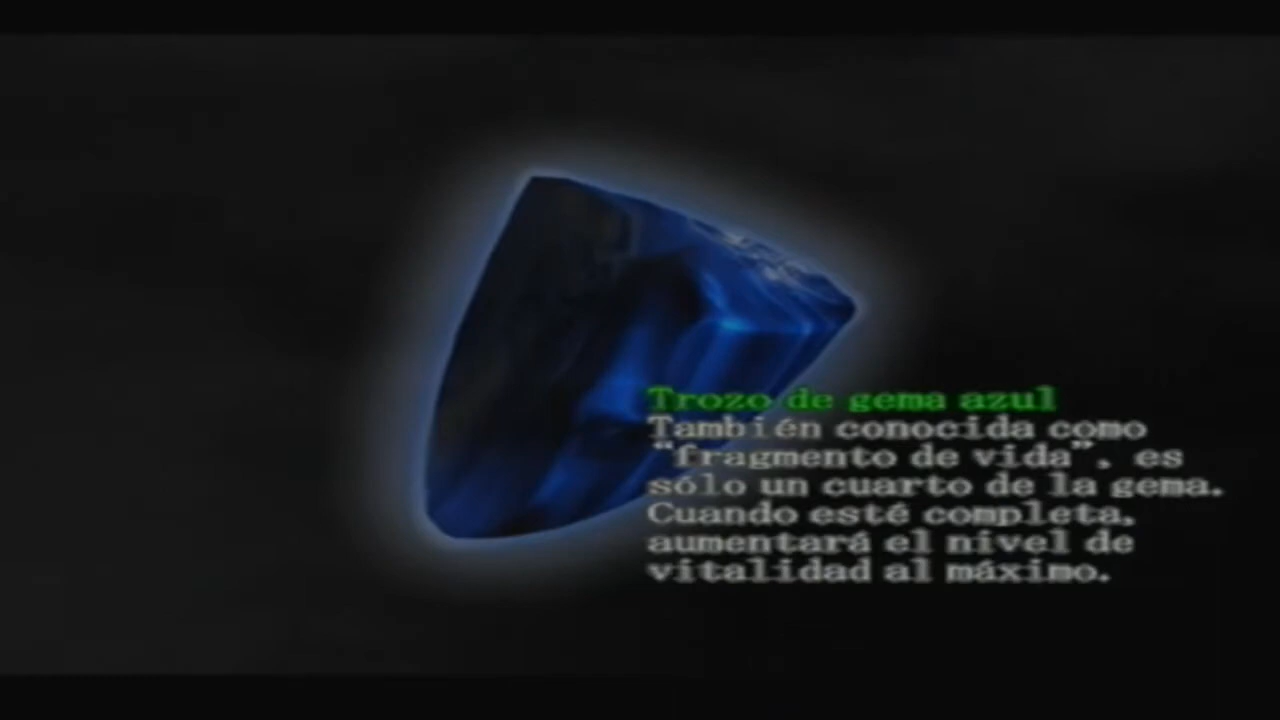 Trozo de gema azul
También conocida como
"fragmento de vida", es
sólo un cuarto de la gema.
Cuando esté completa,
aumentará el nivel de
vitalidad al máximo.